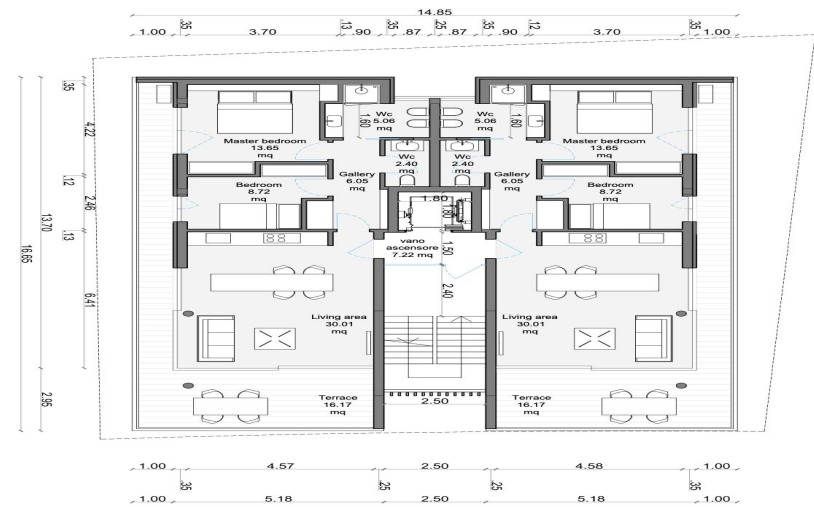 14.85
1.00 .35 3.70 .13 .90 .35 .87 .25 .87 .35 .90 .12 3.70 .35 1.00
.35
4.22
.12
2.46
.13
6.41
13.70
2.95
16.65
Wc
5.06
mq
1.60
Wc
5.06
mq
1.60
Master bedroom
13.65
mq
Master bedroom
13.65
mq
Wc
2.40
mq
Wc
2.40
mq
Gallery
6.05
mq
Gallery
6.05
mq
Bedroom
8.72
mq
Bedroom
8.72
mq
1.80
vano
ascensore
7.22 mq
1.50
2.40
Living area
30.01
mq
Living area
30.01
mq
Terrace
16.17
mq
Terrace
16.17
mq
2.50
1.00 .35 4.57 .25 2.50 .25 4.58 .35 1.00
1.00 .35 5.18 .25 2.50 .25 5.18 .35 1.00